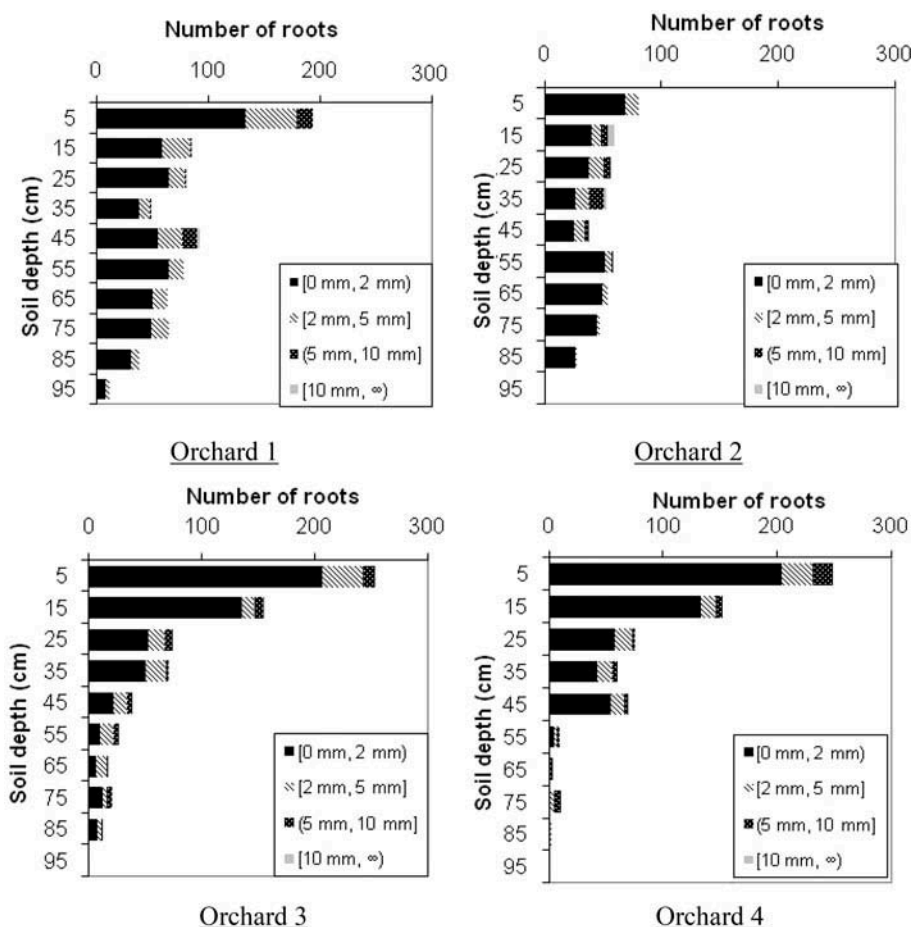 Number of roots
0 100 200 300
Soil depth (cm)
5
15
25
35
45
55
65
75
85
95
[0 mm, 2 mm)
[2 mm, 5 mm]
(5 mm, 10 mm]
[10 mm, ∞)
Orchard 1
Number of roots
0 100 200 300
Soil depth (cm)
5
15
25
35
45
55
65
75
85
95
[0 mm, 2 mm)
[2 mm, 5 mm]
(5 mm, 10 mm]
[10 mm, ∞)
Orchard 2
Number of roots
0 100 200 300
Soil depth (cm)
5
15
25
35
45
55
65
75
85
95
[0 mm, 2 mm)
[2 mm, 5 mm]
(5 mm, 10 mm]
[10 mm, ∞)
Orchard 3
Number of roots
0 100 200 300
Soil depth (cm)
5
15
25
35
45
55
65
75
85
95
[0 mm, 2 mm)
[2 mm, 5 mm]
(5 mm, 10 mm]
[10 mm, ∞)
Orchard 4